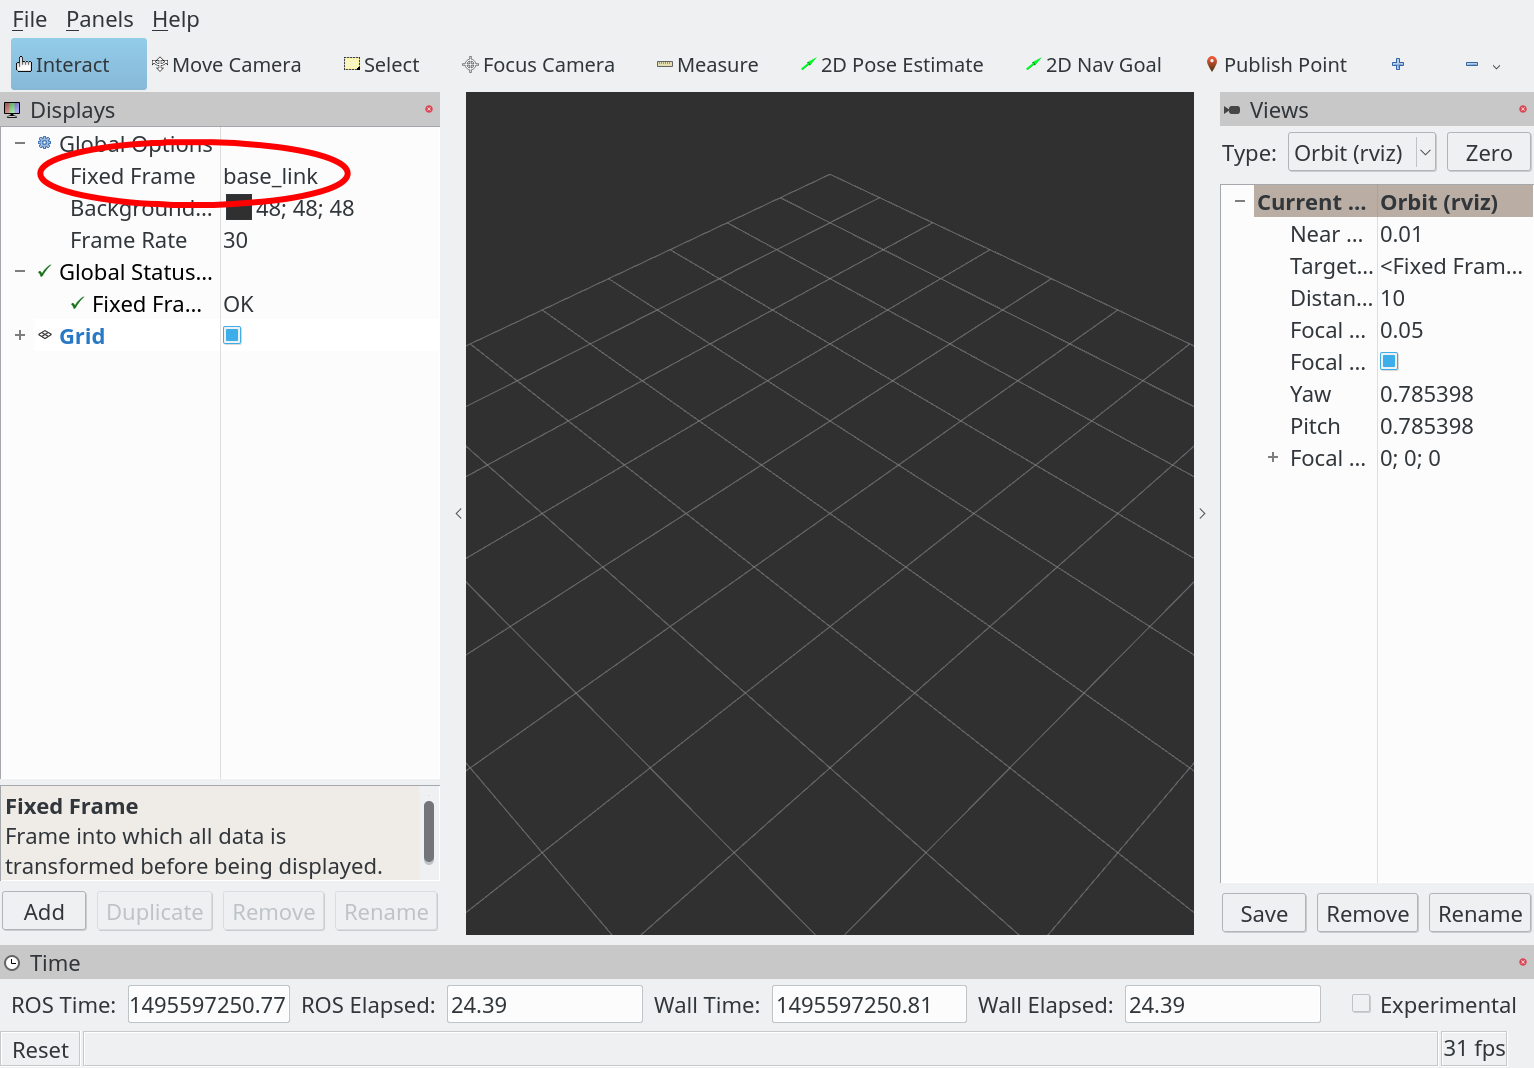 File Panels Help
Interact Move Camera Select Focus Camera Measure 2D Pose Estimate 2D Nav Goal Publish Point
Displays
Global Options
Fixed Frame base_link
Background... 48; 48; 48
Frame Rate 30
Global Status...
Fixed Fra... OK
Grid
Fixed Frame
Frame into which all data is
transformed before being displayed.
Add Duplicate Remove Rename
Views
Type: Orbit (rviz) Zero
Current ... Orbit (rviz)
Near ... 0.01
Target... <Fixed Fram...
Distan... 10
Focal ... 0.05
Focal ...
Yaw 0.785398
Pitch 0.785398
Focal ... 0; 0; 0
Save Remove Rename
Time
ROS Time: 1495597250.77 ROS Elapsed: 24.39 Wall Time: 1495597250.81 Wall Elapsed: 24.39 Experimental
Reset 31 fps